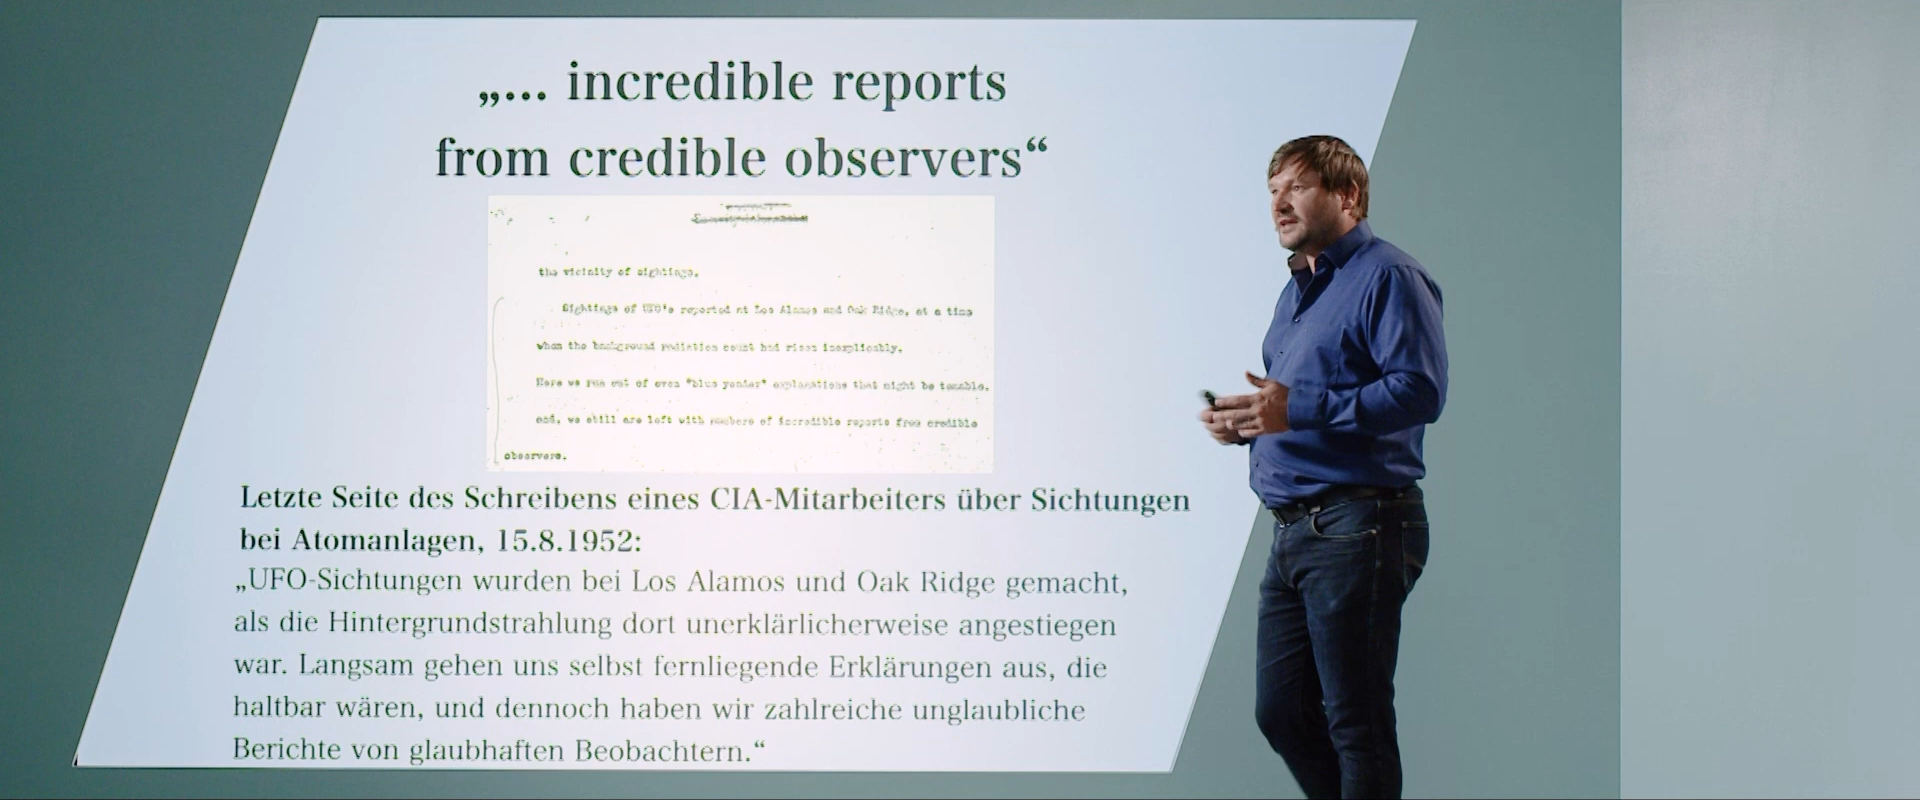 „... incredible reports
from credible observers“
the vicinity of sightings.
Sightings of UFO's reported at Los Alamos and Oak Ridge, at a time
when the background radiation count had risen inexplicably.
Here we run out of even "blue yonder" explanations that might be tenable,
and, we still are left with numbers of incredible reports from credible
observers.
Letzte Seite des Schreibens eines CIA-Mitarbeiters über Sichtungen
bei Atomanlagen, 15.8.1952:
„UFO-Sichtungen wurden bei Los Alamos und Oak Ridge gemacht,
als die Hintergrundstrahlung dort unerklärlicherweise angestiegen
war. Langsam gehen uns selbst fernliegende Erklärungen aus, die
haltbar wären, und dennoch haben wir zahlreiche unglaubliche
Berichte von glaubhaften Beobachtern.“